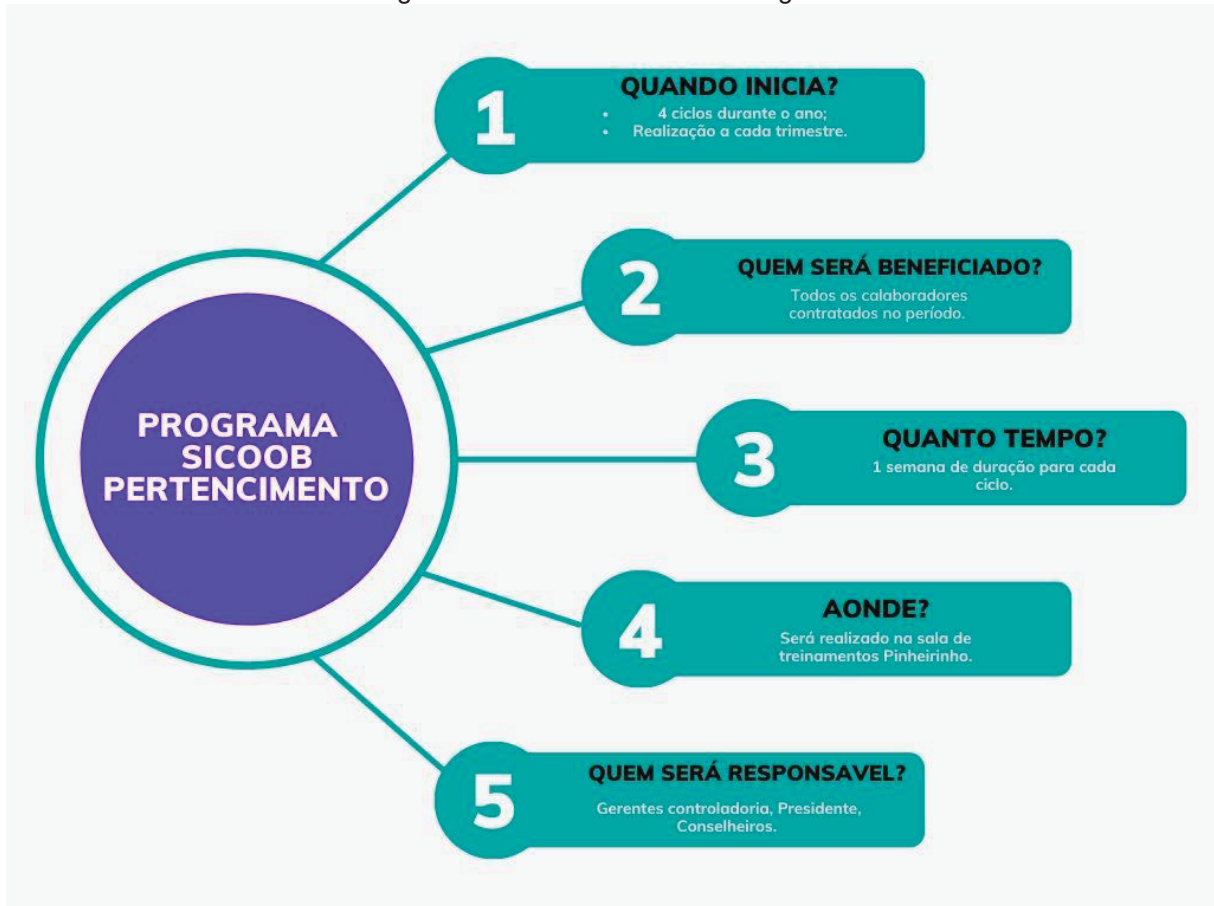 1
QUANDO INICIA?
• 4 ciclos durante o ano;
• Realização a cada trimestre.
2
QUEM SERÁ BENEFICIADO?
Todos os calaboradores
contratados no período.
PROGRAMA
SICOOB
PERTENCIMENTO
3
QUANTO TEMPO?
1 semana de duração para cada
ciclo.
4
AONDE?
Será realizado na sala de
treinamentos Pinheirinho.
5
QUEM SERÁ RESPONSAVEL?
Gerentes controladoria, Presidente,
Conselheiros.